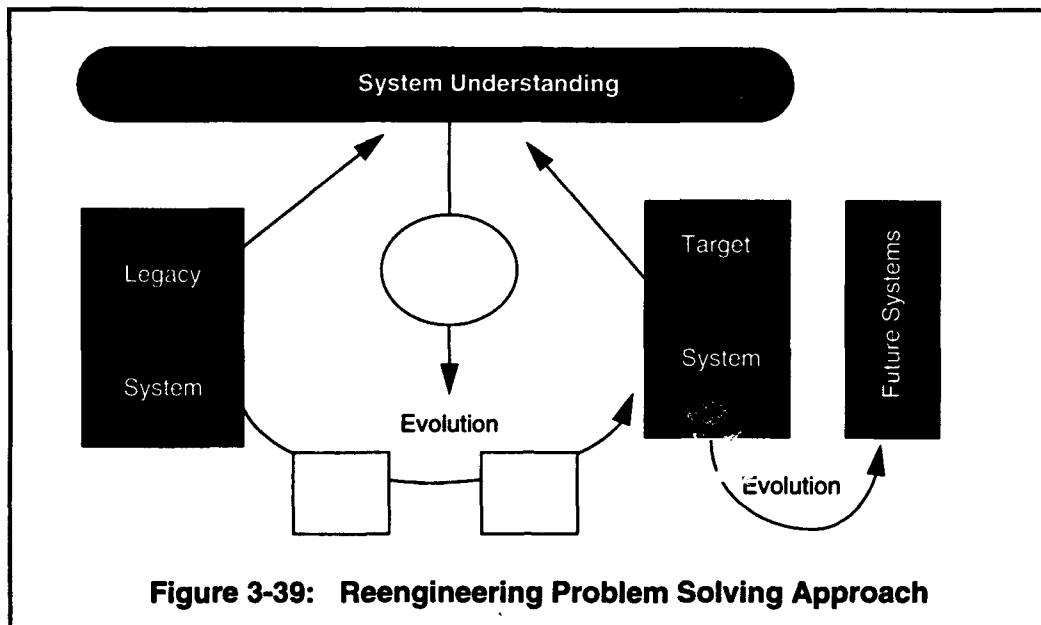 System Understanding
Legacy
System
Target
System
Future Systems
Evolution
Evolution
Figure 3-39: Reengineering Problem Solving Approach